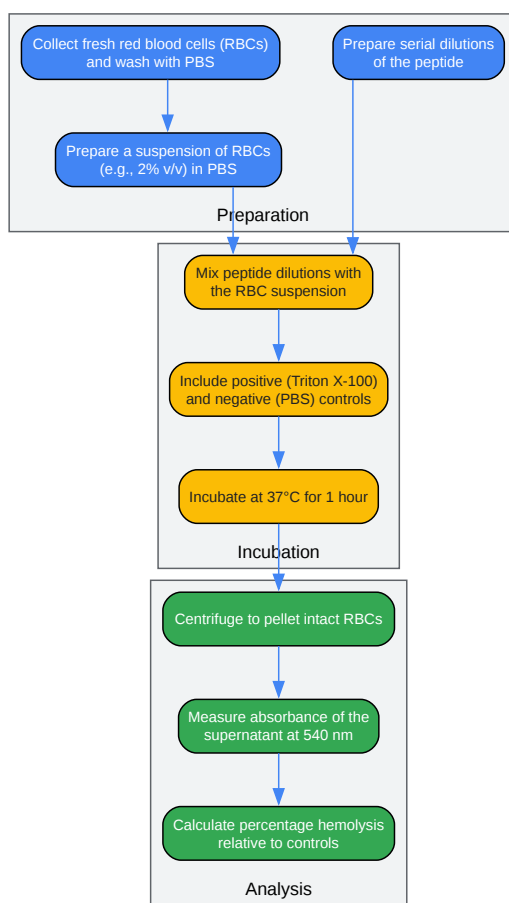 Collect fresh red blood cells (RBCs)
and wash with PBS
Prepare serial dilutions
of the peptide
Prepare a suspension of RBCs
(e.g., 2% v/v) in PBS
Preparation
Mix peptide dilutions with
the RBC suspension
Include positive (Triton X-100)
and negative (PBS) controls
Incubate at 37°C for 1 hour
Incubation
Centrifuge to pellet intact RBCs
Measure absorbance of the
supernatant at 540 nm
Calculate percentage hemolysis
relative to controls
Analysis